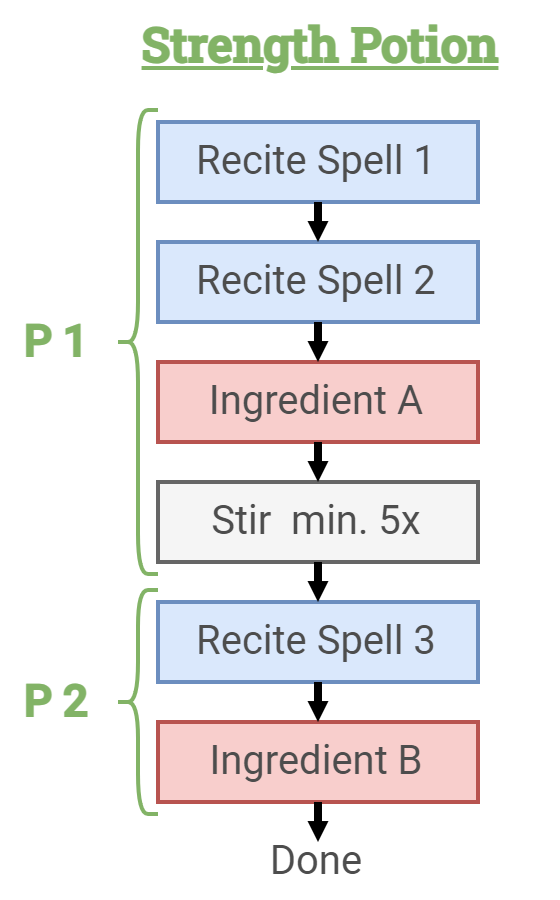 Strength Potion
P 1
Recite Spell 1
Recite Spell 2
Ingredient A
Stir  min. 5x
P 2
Recite Spell 3
Ingredient B
Done